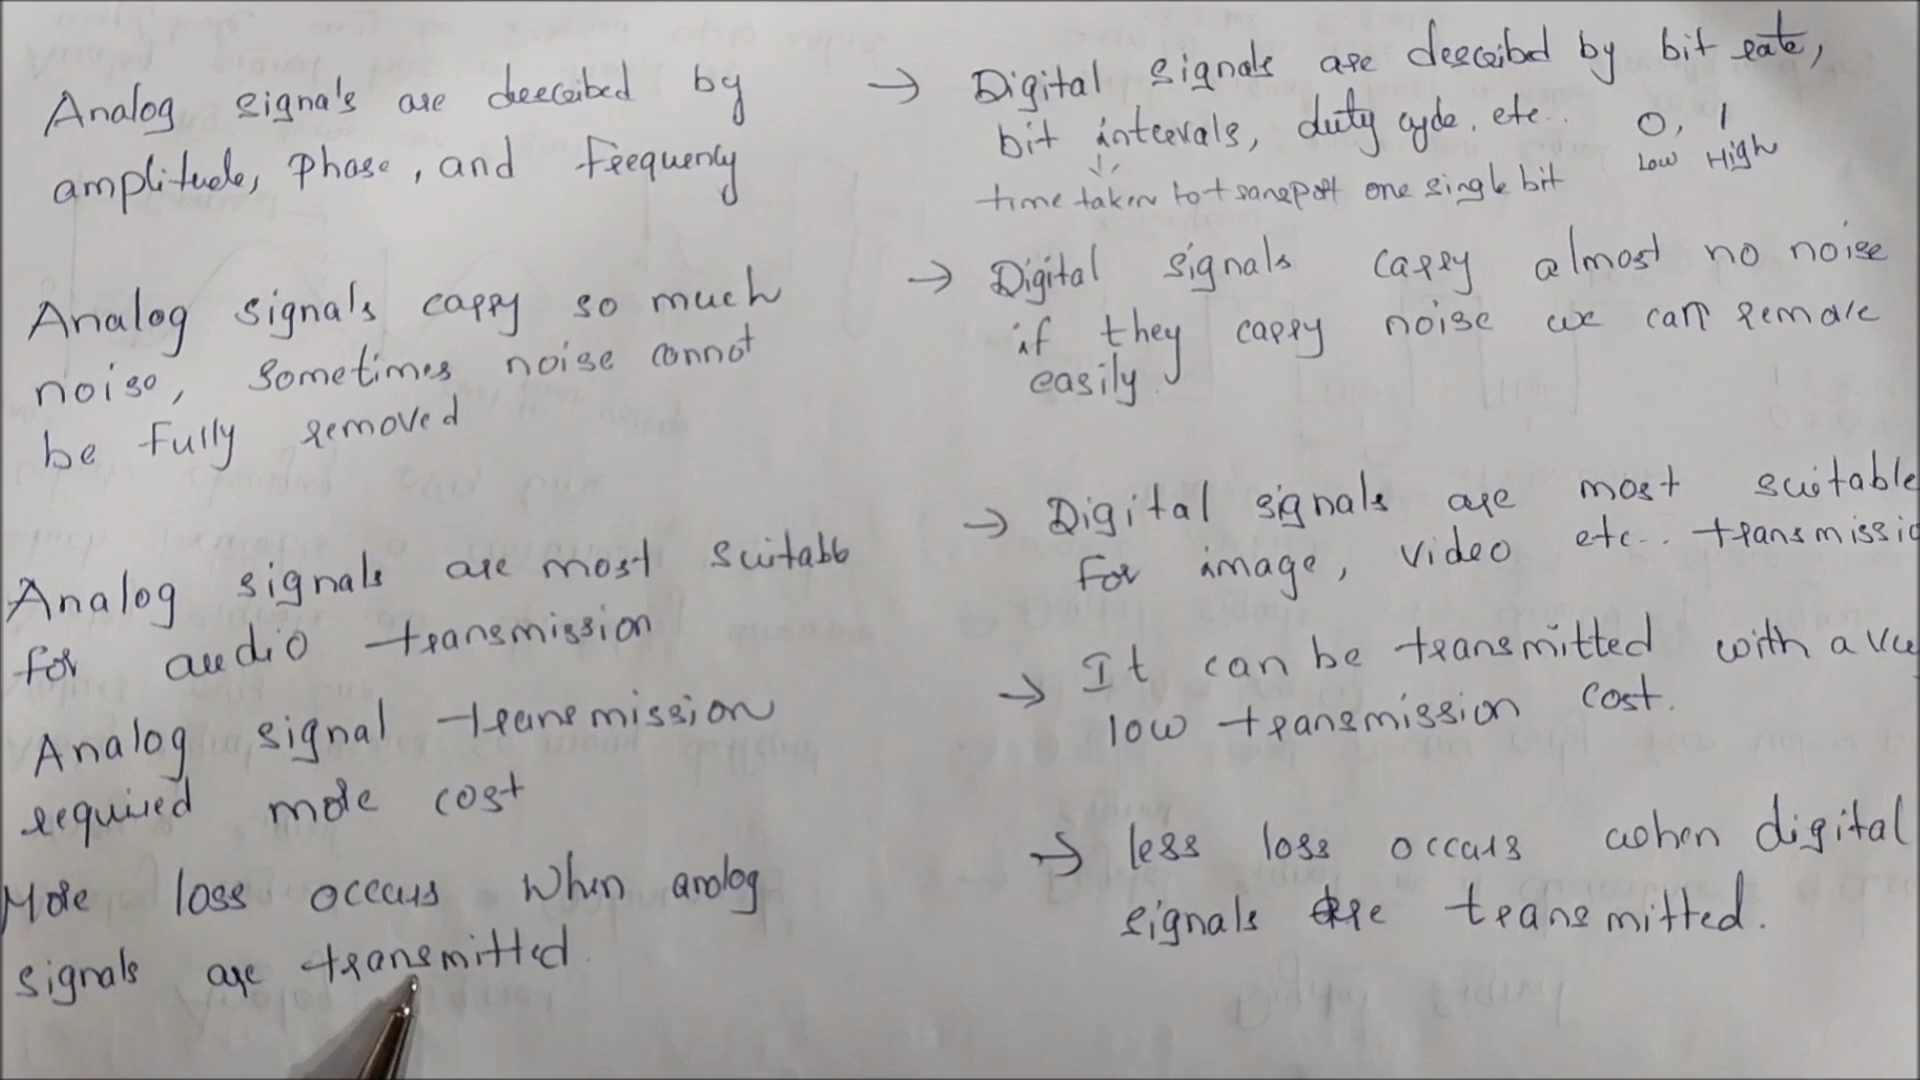 Analog signals are described by
amplitude, Phase, and frequency
Analog signals carry so much
noise, sometimes noise cannot
be fully removed
Analog signals are most suitable
for audio transmission
Analog signal transmission
required more cost
More loss occurs when analog
signals are transmitted.
→ Digital signals are described by bit rate,
bit intervals, duty cycle. etc..
0, 1
Low High
time taken to transport one single bit
→ Digital signals carry almost no noise
if they carry noise we can remove
easily.
→ Digital signals are most suitable
for image, video etc.. transmissio
→ It can be transmitted with a
low transmission cost.
→ less loss occurs when digital
signals are transmitted.